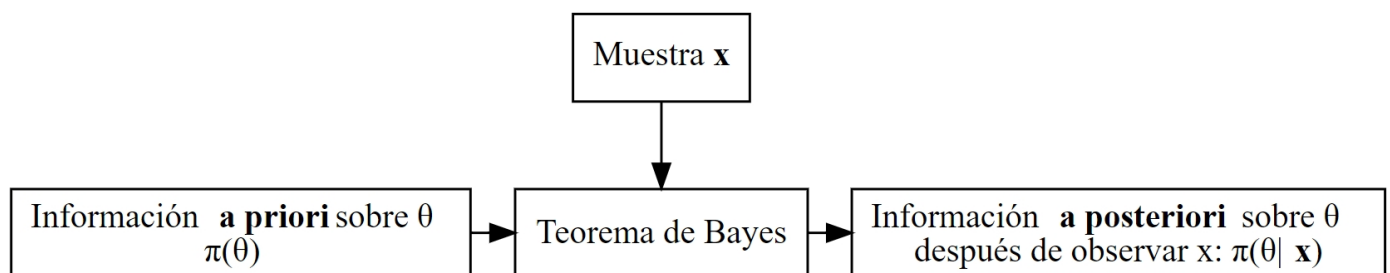 Muestra x
Información a priori sobre θ
π(θ)
Teorema de Bayes
Información a posteriori sobre θ
después de observar x: π(θ| x)